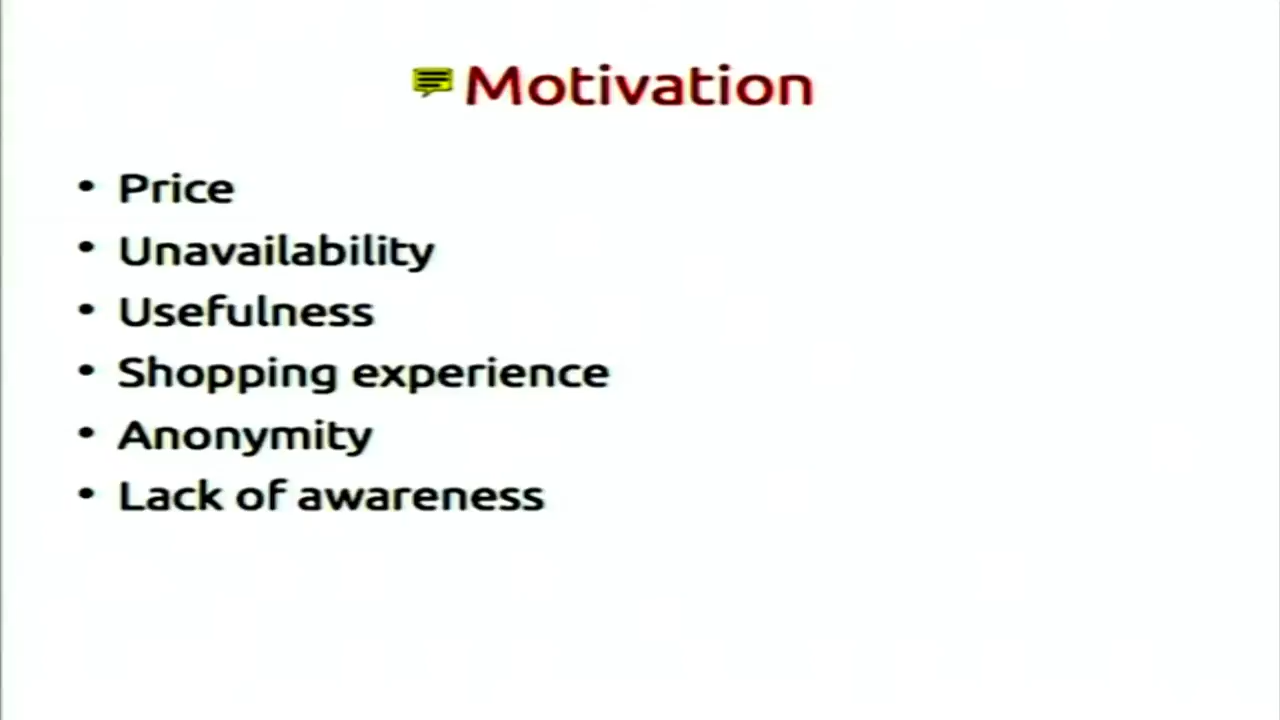 Motivation
• Price
• Unavailability
• Usefulness
• Shopping experience
• Anonymity
• Lack of awareness